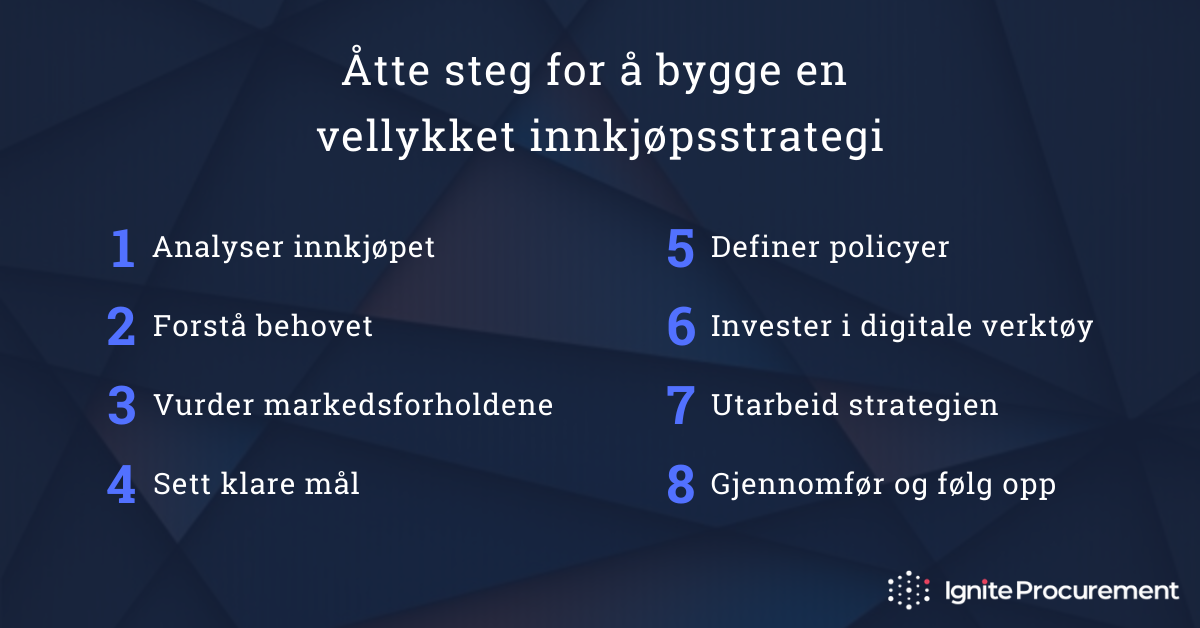 Åtte steg for å bygge en
vellykket innkjøpsstrategi
1 Analyser innkjøpet
2 Forstå behovet
3 Vurder markedsforholdene
4 Sett klare mål
5 Definer policyer
6 Invester i digitale verktøy
7 Utarbeid strategien
8 Gjennomfør og følg opp
Ignite Procurement